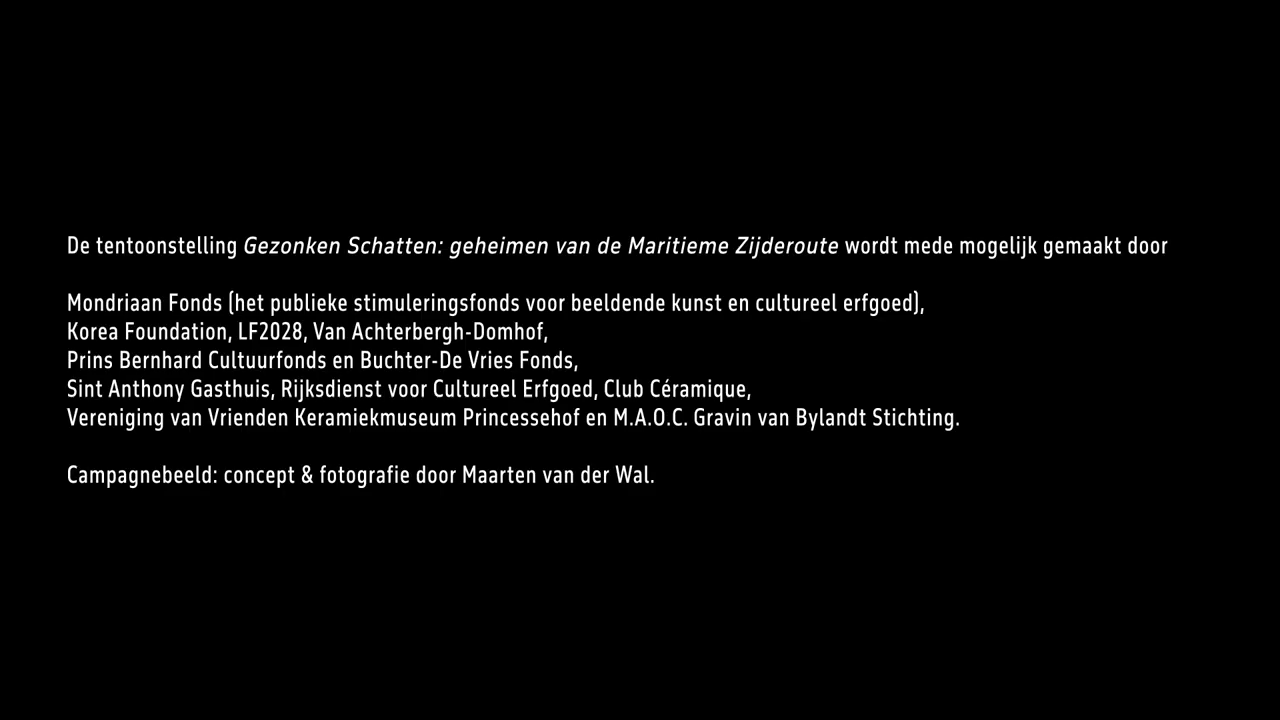 De tentoonstelling Gezonken Schatten: geheimen van de Maritieme Zijderoute wordt mede mogelijk gemaakt door
Mondriaan Fonds (het publieke stimuleringsfonds voor beeldende kunst en cultureel erfgoed),
Korea Foundation, LF2028, Van Achterbergh-Domhof,
Prins Bernhard Cultuurfonds en Buchter-De Vries Fonds,
Sint Anthony Gasthuis, Rijksdienst voor Cultureel Erfgoed, Club Céramique,
Vereniging van Vrienden Keramiekmuseum Princessehof en M.A.O.C. Gravin van Bylandt Stichting.
Campagnebeeld: concept & fotografie door Maarten van der Wal.